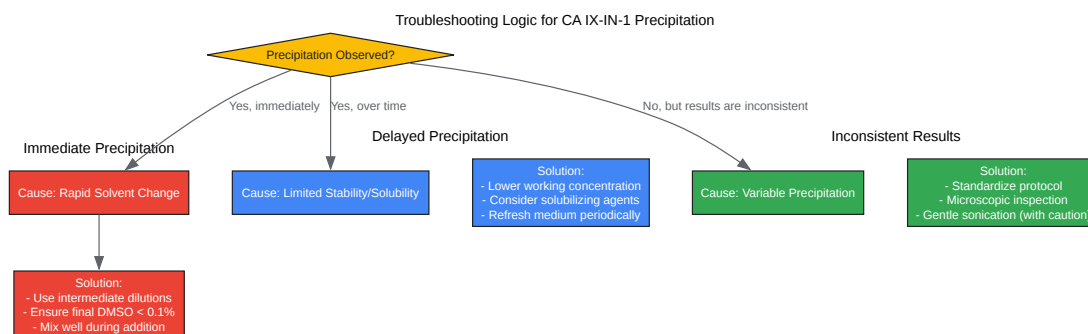 Troubleshooting Logic for CA IX-IN-1 Precipitation
Precipitation Observed?
Yes, immediately
Yes, over time
No, but results are inconsistent
Immediate Precipitation
Delayed Precipitation
Inconsistent Results
Cause: Rapid Solvent Change
Cause: Limited Stability/Solubility
Solution:
- Lower working concentration
- Consider solubilizing agents
- Refresh medium periodically
Cause: Variable Precipitation
Solution:
- Standardize protocol
- Microscopic inspection
- Gentle sonication (with caution)
Solution:
- Use intermediate dilutions
- Ensure final DMSO < 0.1%
- Mix well during addition